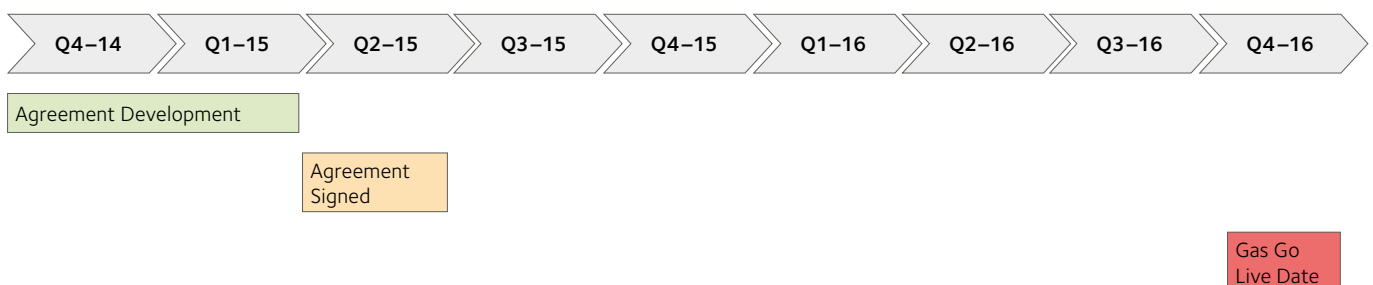 Q4–14 Q1–15 Q2–15 Q3–15 Q4–15 Q1–16 Q2–16 Q3–16 Q4–16
Agreement Development
Agreement
Signed
Gas Go
Live Date